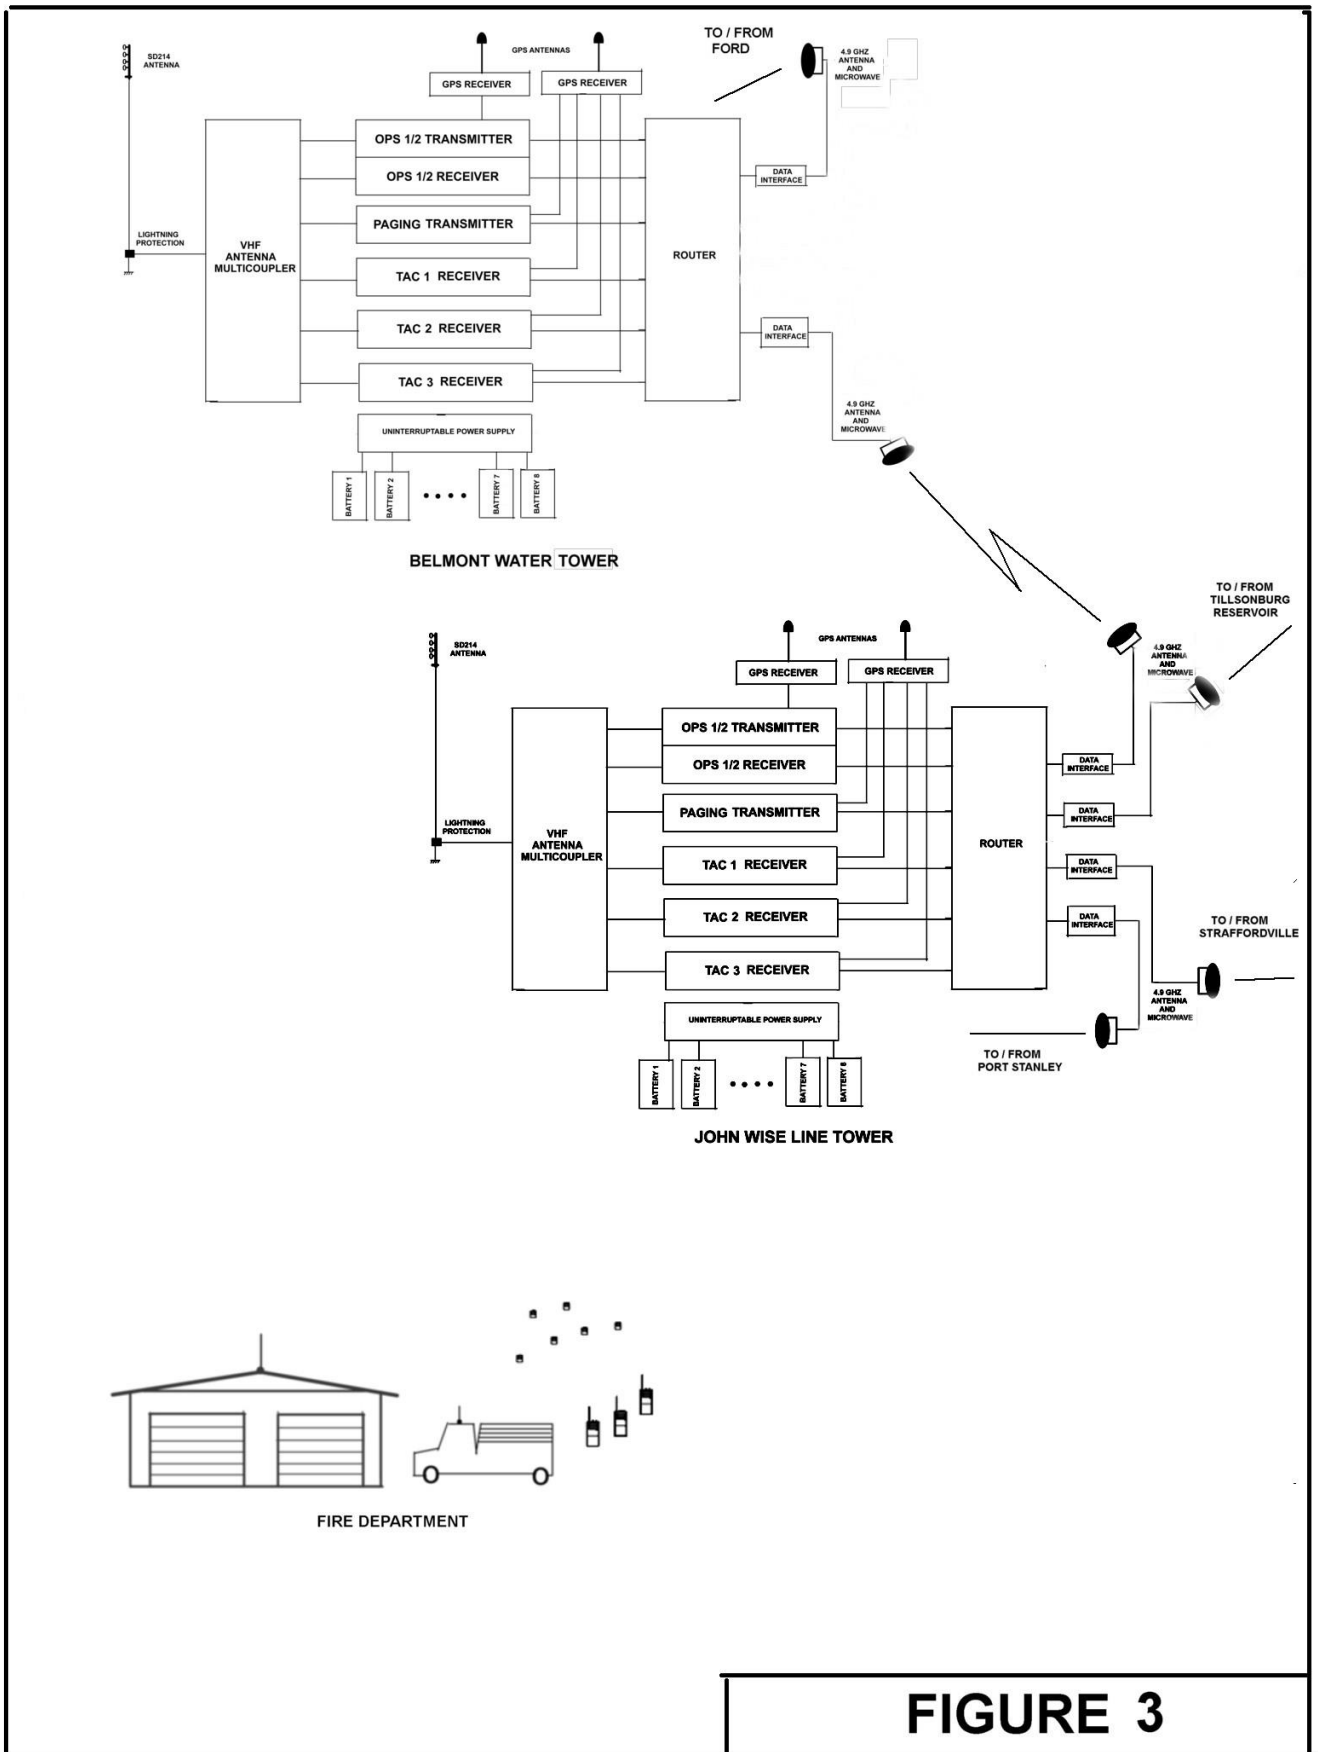 SD214
ANTENNA
GPS ANTENNAS
GPS RECEIVER
GPS RECEIVER
TO / FROM
FORD
4.9 GHZ
ANTENNA
AND
MICROWAVE
OPS 1/2 TRANSMITTER
OPS 1/2 RECEIVER
PAGING TRANSMITTER
TAC 1 RECEIVER
TAC 2 RECEIVER
TAC 3 RECEIVER
LIGHTNING
PROTECTION
VHF
ANTENNA
MULTICOUPLER
ROUTER
DATA
INTERFACE
DATA
INTERFACE
4.9 GHZ
ANTENNA
AND
MICROWAVE
UNINTERRUPTABLE POWER SUPPLY
BATTERY 1
BATTERY 2
BATTERY 7
BATTERY 8
BELMONT WATER TOWER
TO / FROM
TILLSONBURG
RESERVOIR
SD214
ANTENNA
GPS ANTENNAS
GPS RECEIVER
GPS RECEIVER
4.9 GHZ
ANTENNA
AND
MICROWAVE
OPS 1/2 TRANSMITTER
OPS 1/2 RECEIVER
PAGING TRANSMITTER
TAC 1 RECEIVER
TAC 2 RECEIVER
TAC 3 RECEIVER
LIGHTNING
PROTECTION
VHF
ANTENNA
MULTICOUPLER
ROUTER
DATA
INTERFACE
DATA
INTERFACE
DATA
INTERFACE
DATA
INTERFACE
TO / FROM
STRAFFORDVILLE
4.9 GHZ
ANTENNA
AND
MICROWAVE
TO / FROM
PORT STANLEY
UNINTERRUPTABLE POWER SUPPLY
BATTERY 1
BATTERY 2
BATTERY 7
BATTERY 8
JOHN WISE LINE TOWER
FIRE DEPARTMENT
FIGURE 3